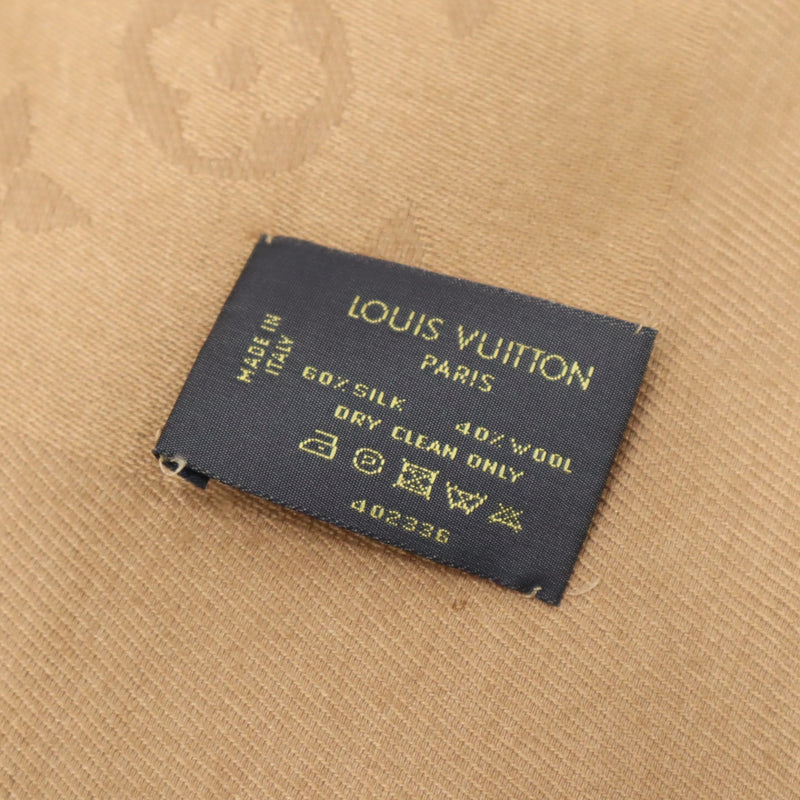 LOUIS VUITTON
PARIS
MADE IN
ITALY
60% SILK 40% WOOL
DRY CLEAN ONLY
P
402336